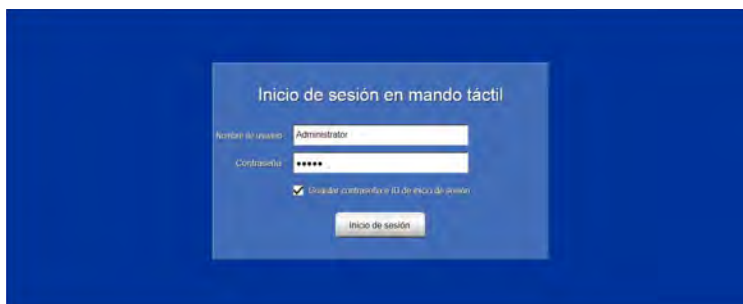 Inicio de sesión en mando táctil
Nombre de usuario
Administrator
Contraseña
•••••
Guardar contraseña e ID de inicio de sesión
Inicio de sesión